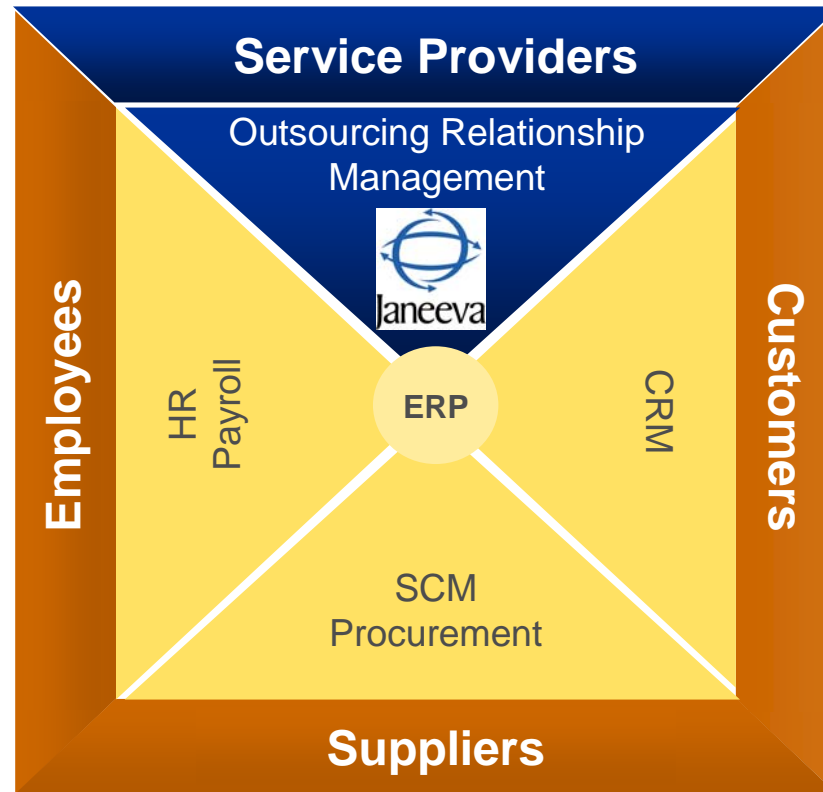 Service Providers
Outsourcing Relationship
Management
Janeeva
Employees
HR
Payroll
ERP
CRM
Customers
SCM
Procurement
Suppliers